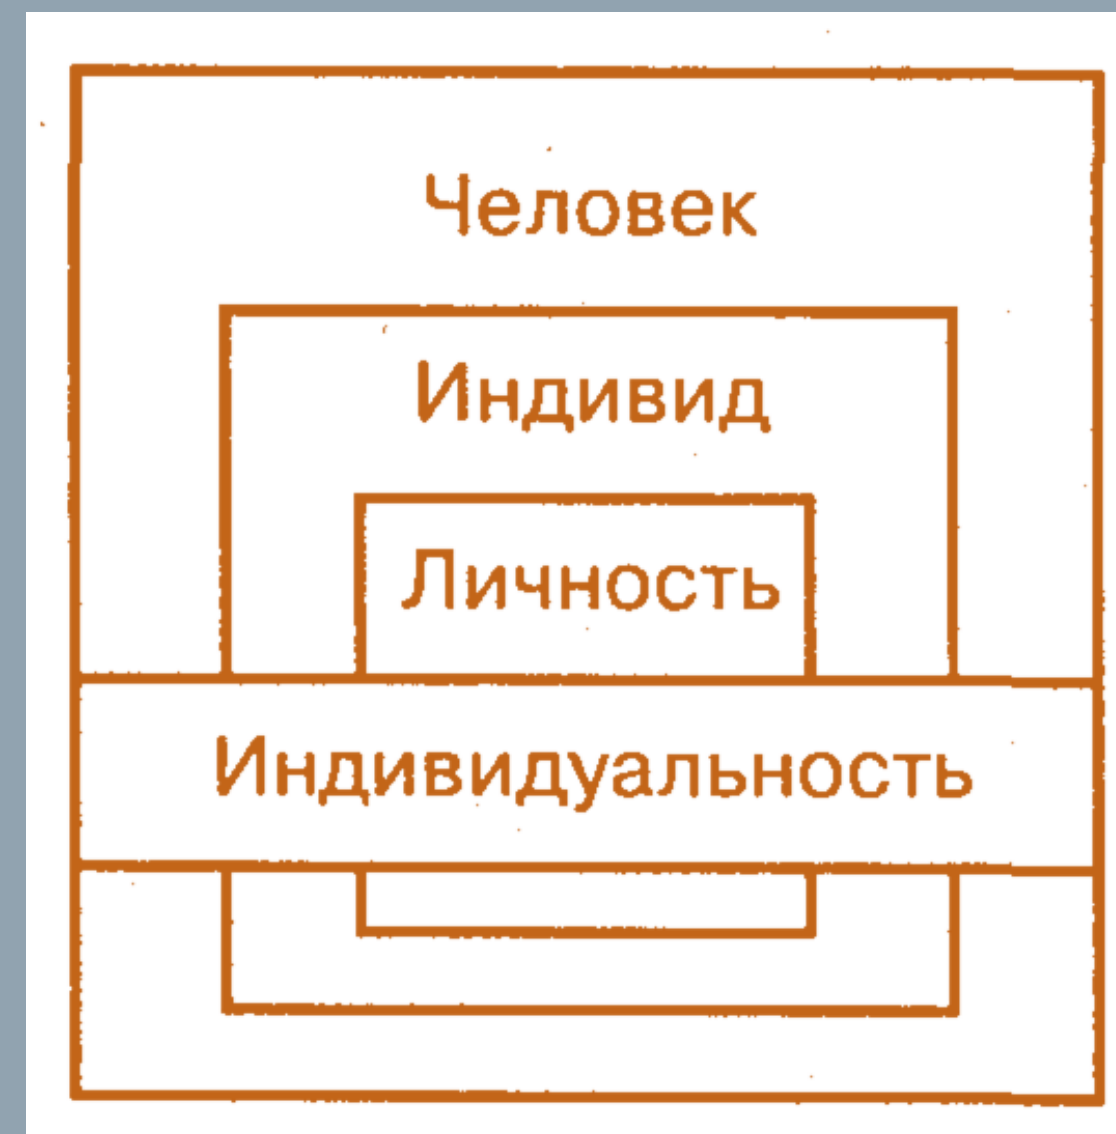 Человек
Индивид
Личность
Индивидуальность